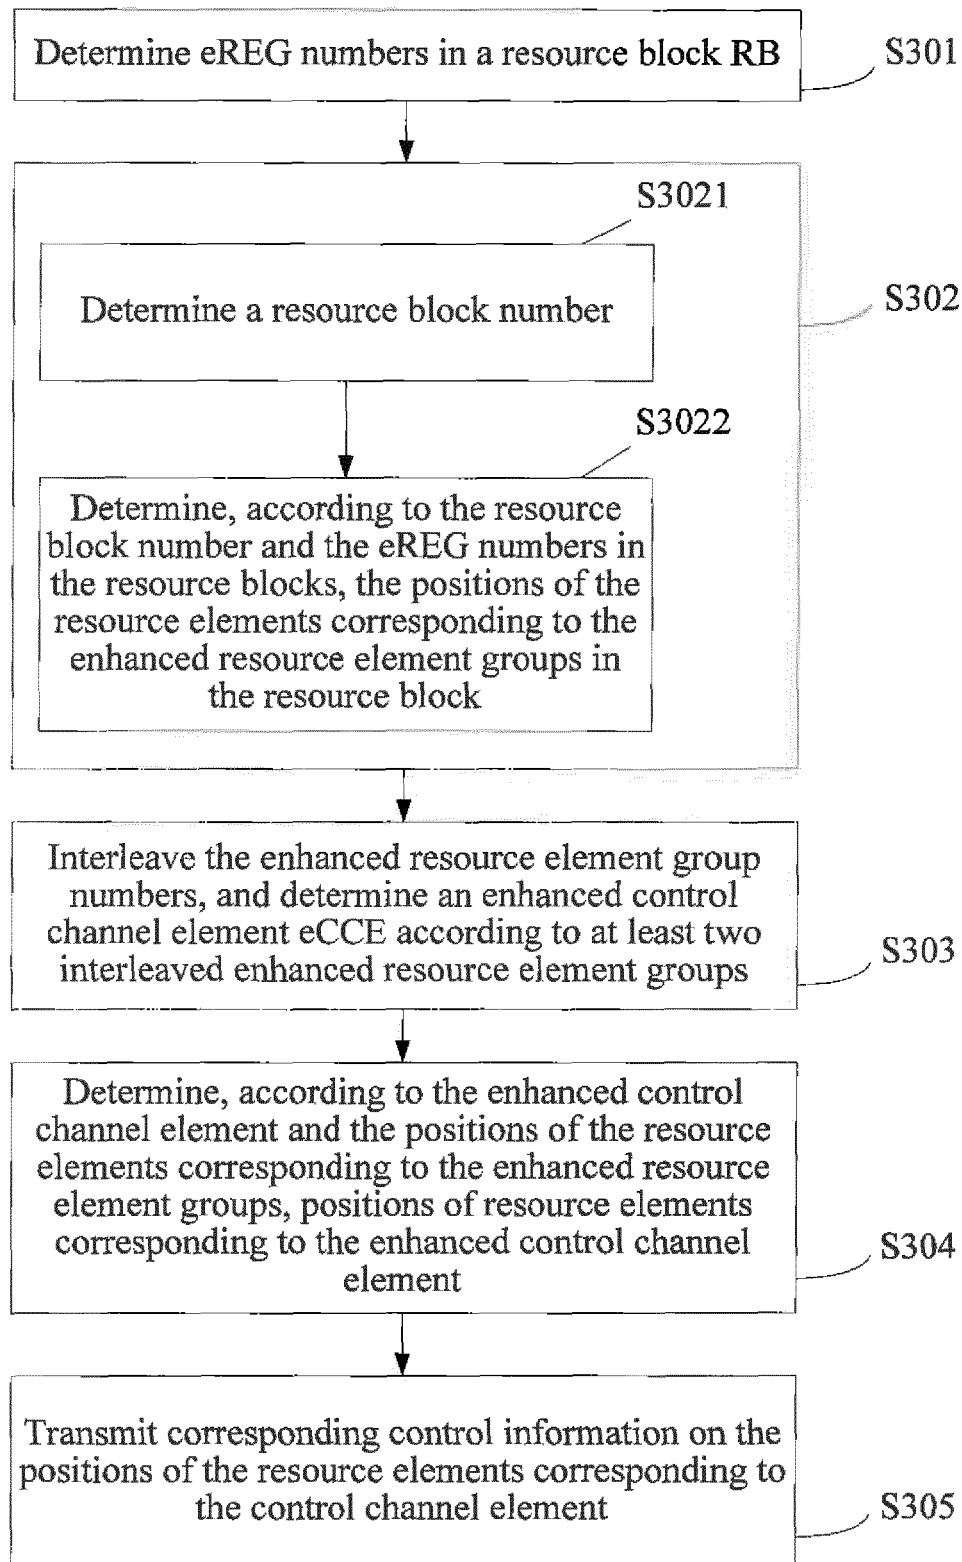 Determine eREG numbers in a resource block RB
S301
S3021
Determine a resource block number
S302
S3022
Determine, according to the resource
block number and the eREG numbers in
the resource blocks, the positions of the
resource elements corresponding to the
enhanced resource element groups in
the resource block
Interleave the enhanced resource element group
numbers, and determine an enhanced control
channel element eCCE according to at least two
interleaved enhanced resource element groups
S303
Determine, according to the enhanced control
channel element and the positions of the resource
elements corresponding to the enhanced resource
element groups, positions of resource elements
corresponding to the enhanced control channel
element
S304
Transmit corresponding control information on the
positions of the resource elements corresponding to
the control channel element
S305